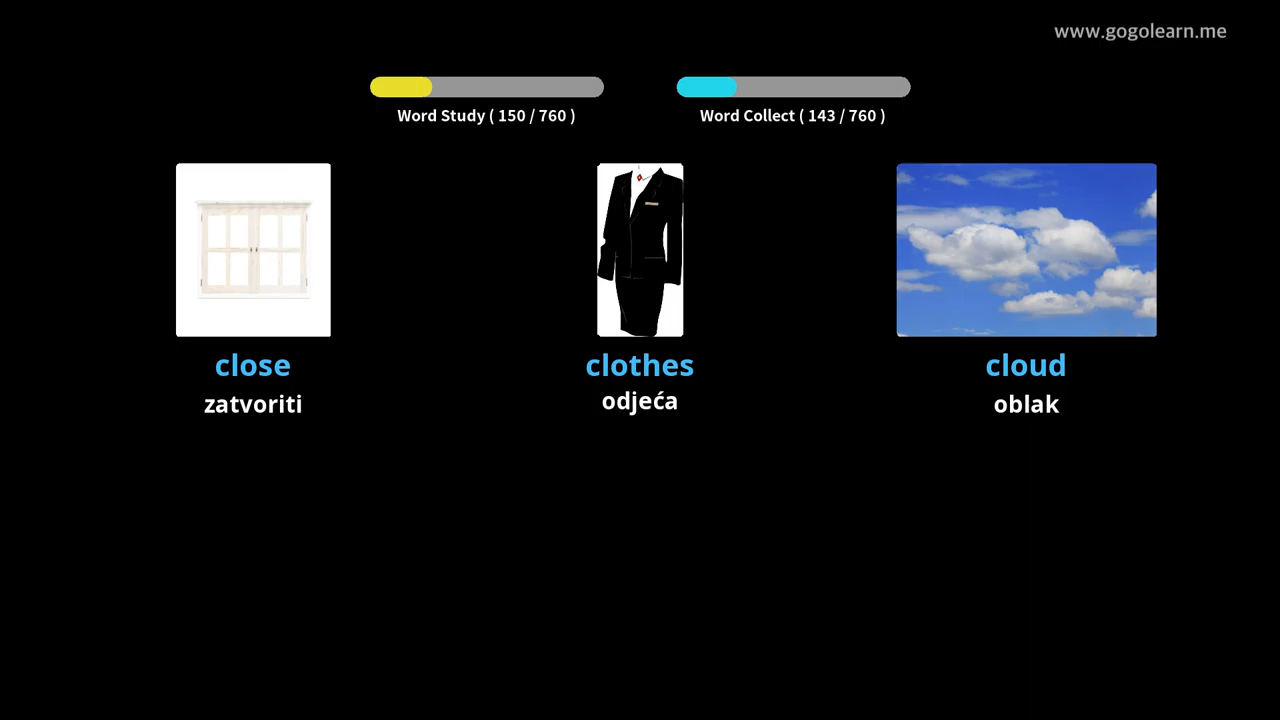 www.gogolearn.me
Word Study ( 150 / 760 )
Word Collect ( 143 / 760 )
close
zatvoriti
clothes
odjeća
cloud
oblak